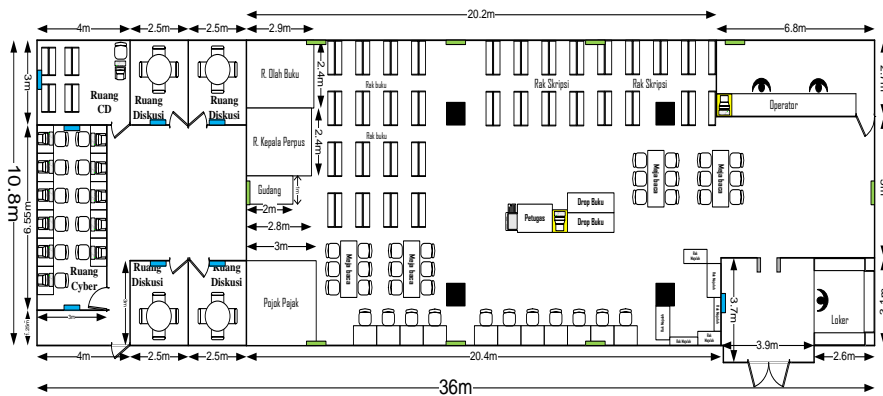 20.2m
4m
2.5m
2.5m
2.9m
6.8m
10.8m
3m
Ruang
CD
Ruang
Diskusi
Ruang
Diskusi
R. Olah Buku
2.4m
Rak buku
Rak Skripsi
Rak Skripsi
Operator
R. Kepala Perpus
2.4m
Rak buku
Meja baca
Meja baca
Gudang
2m
2.8m
3m
6.55m
Petugas
Drop Buku
Drop Buku
Ruang
Cyber
3m
Ruang
Diskusi
Ruang
Diskusi
Meja baca
Meja baca
Pojok Pajak
3.7m
Loker
4m
2.5m
2.5m
20.4m
3.9m
2.6m
36m